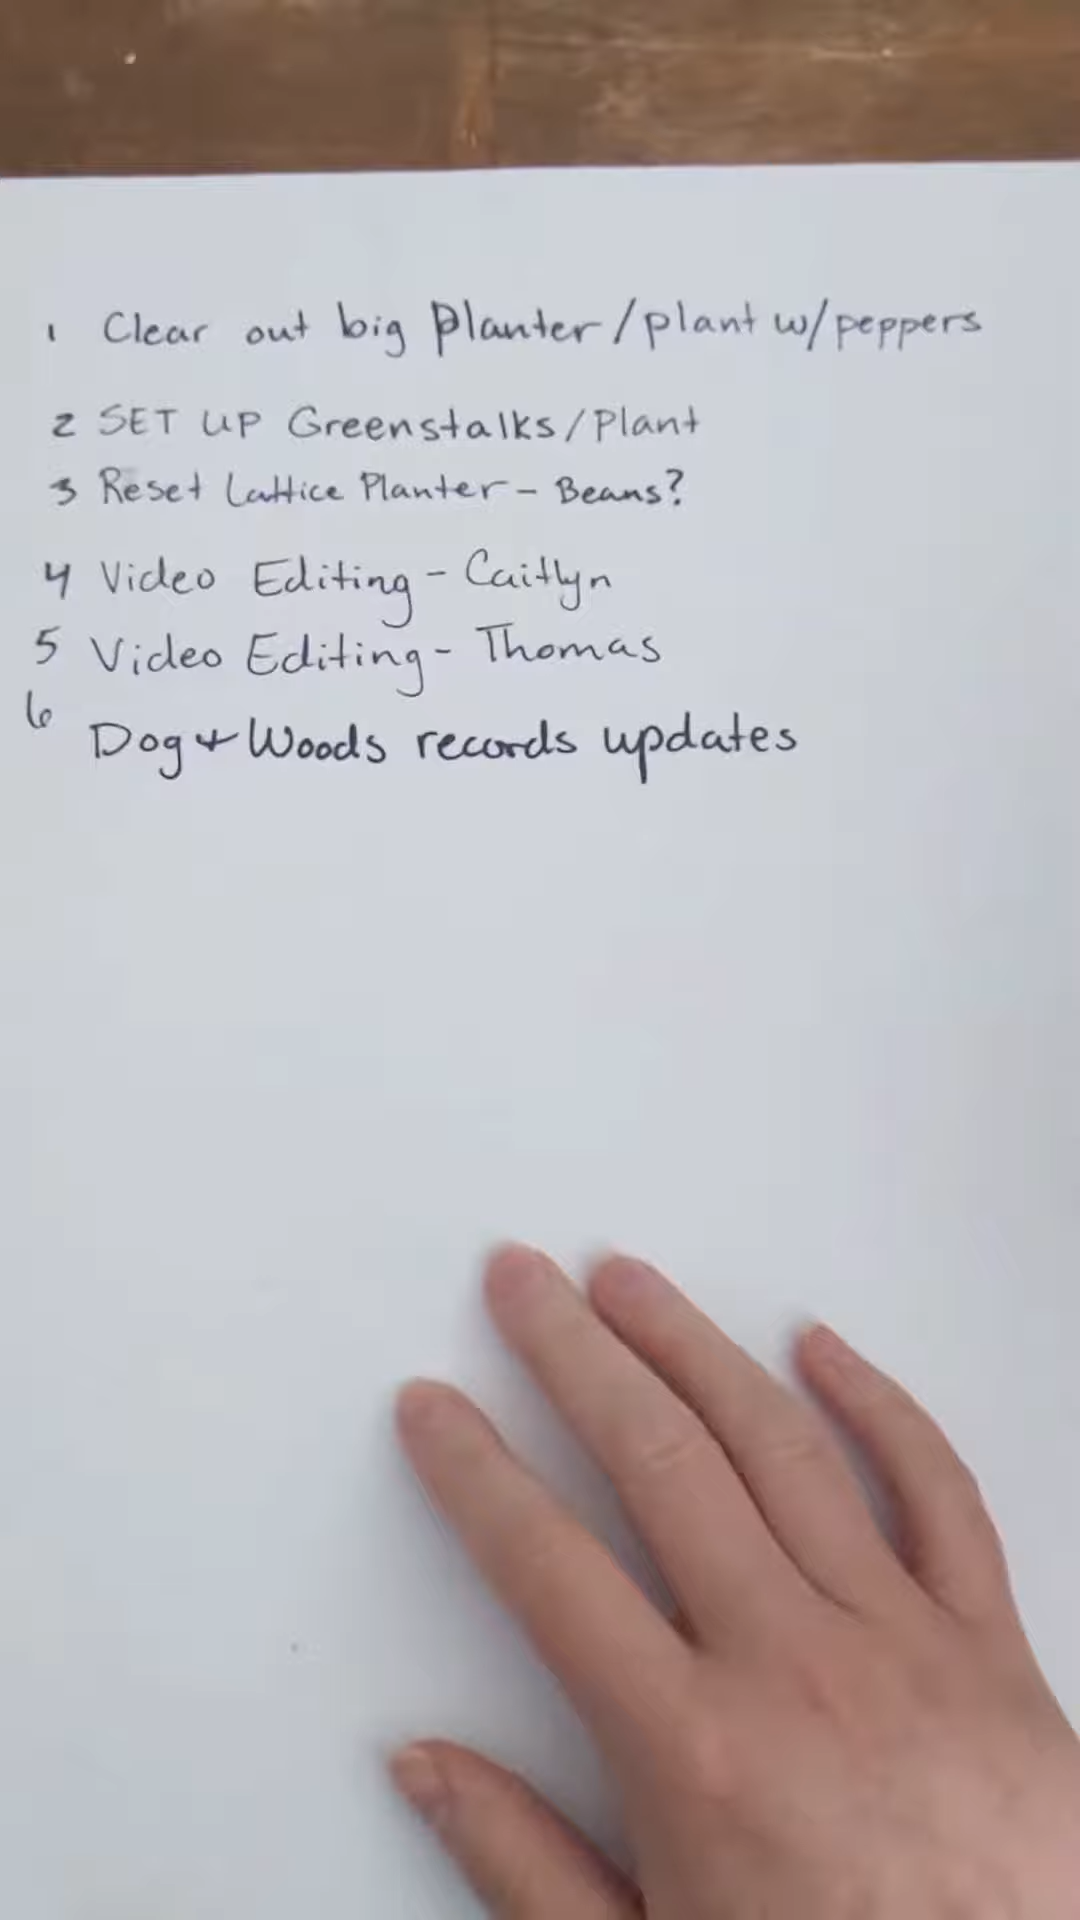 1 Clear out big Planter/plant w/peppers
2 SET UP Greenstalks/Plant
3 Reset Lattice Planter - Beans?
4 Video Editing - Caitlyn
5 Video Editing - Thomas
6 Dog + Woods records updates